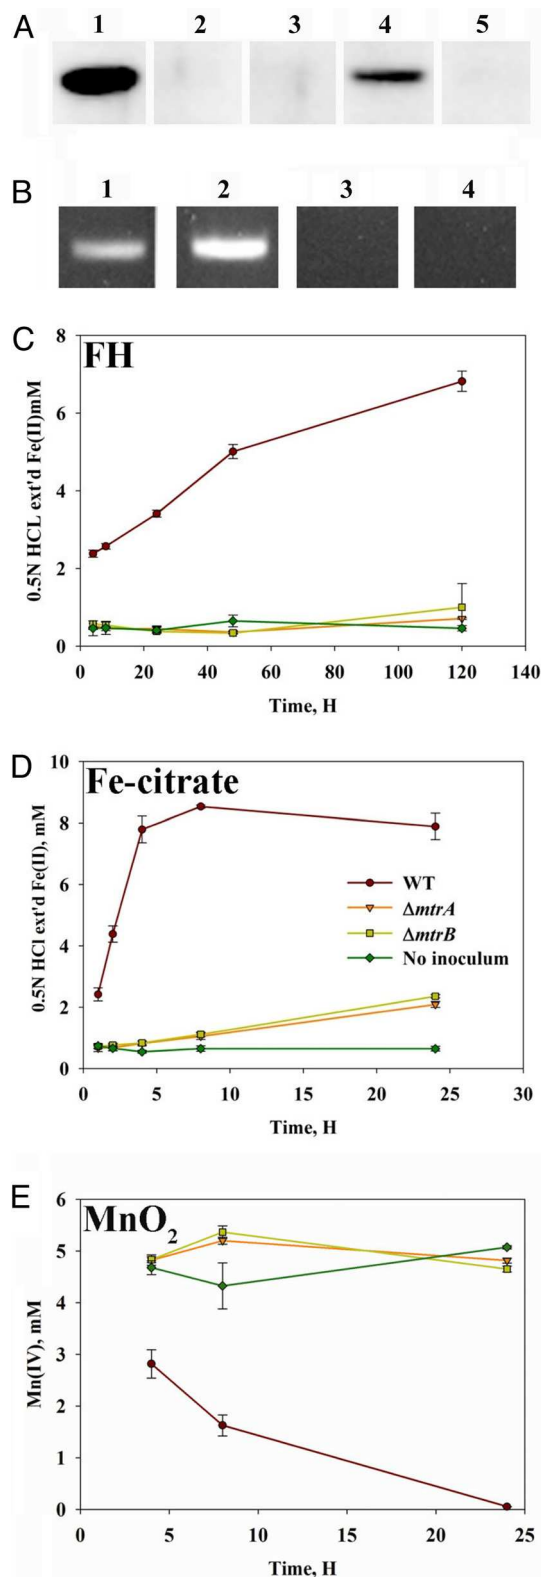 A
1 2 3 4 5
B
1 2 3 4
C
FH
0.5N HCL ext'd Fe(II)mM
8
6
4
2
0
0 20 40 60 80 100 120 140
Time, H
D
Fe-citrate
0.5N HCl ext'd Fe(II), mM
10
8
6
4
2
0
WT
ΔmtrA
ΔmtrB
No inoculum
0 5 10 15 20 25 30
Time, H
E
MnO2
Mn(IV), mM
6
5
4
3
2
1
0
0 5 10 15 20 25
Time, H